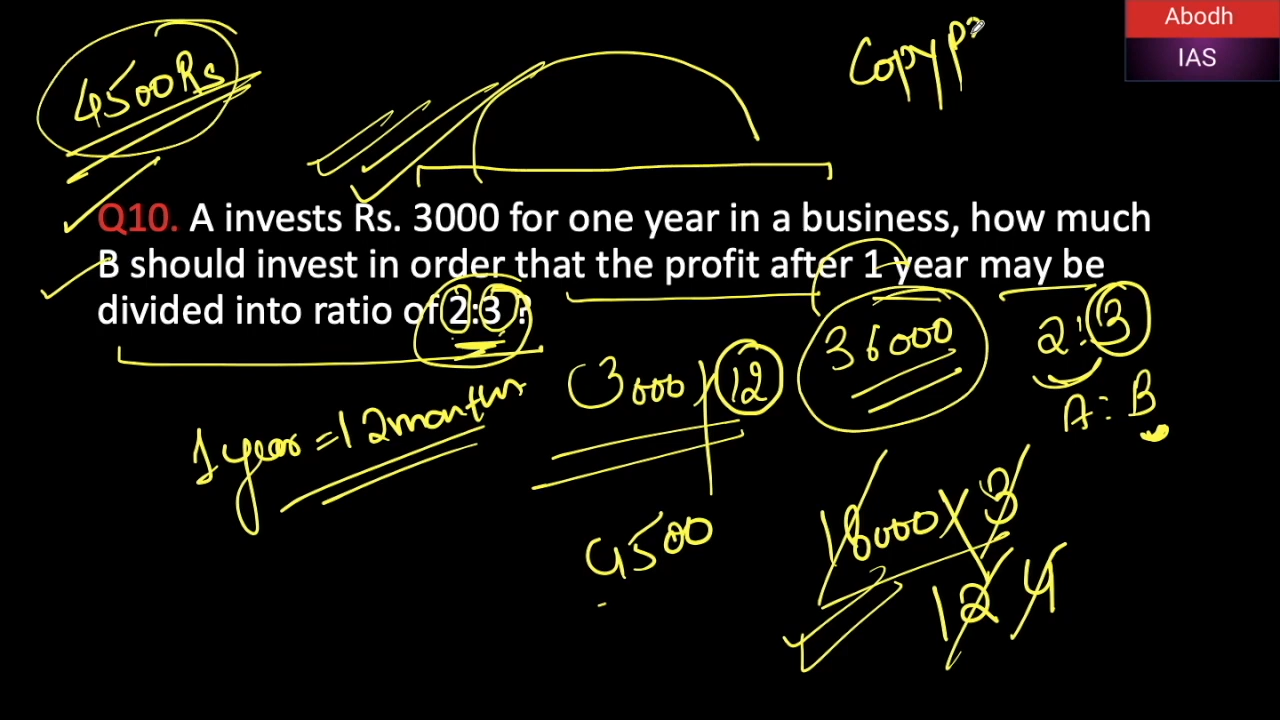 Abodh
IAS
4500Rs
CopyP
Q10. A invests Rs. 3000 for one year in a business, how much
B should invest in order that the profit after 1 year may be
divided into ratio of 2:3 ?
36000
2:3
3000 x 12
A: B
1 year = 12 months
18000 x 3
4500
12 4